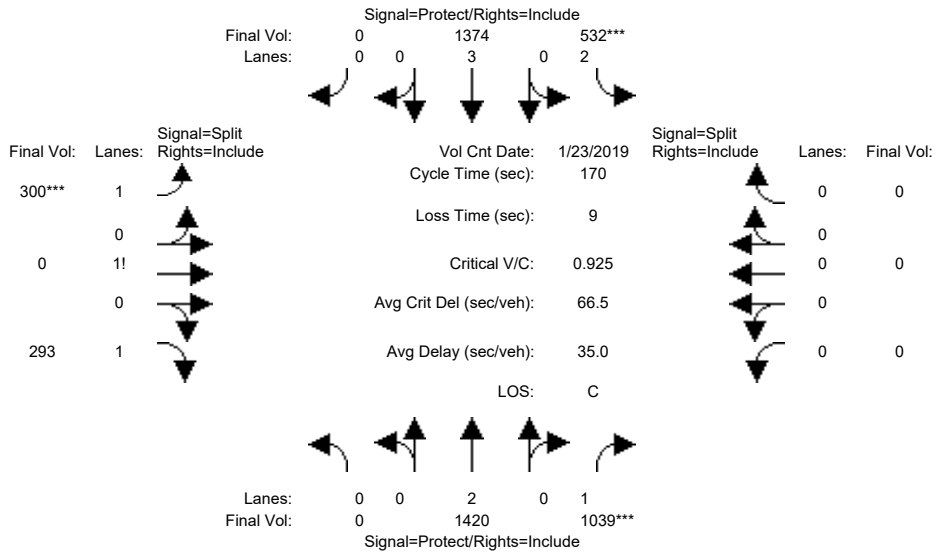 Signal=Protect/Rights=Include
Final Vol: 0 1374 532***
Lanes: 0 0 3 0 2
Signal=Split Signal=Split
Final Vol: Lanes: Rights=Include Vol Cnt Date: 1/23/2019 Rights=Include Lanes: Final Vol:
Cycle Time (sec): 170
300*** 1 0 0
Loss Time (sec): 9
0 0
0 1! Critical V/C: 0.925 0 0
0 Avg Crit Del (sec/veh): 66.5 0
293 1 Avg Delay (sec/veh): 35.0 0 0
LOS: C
Lanes: 0 0 2 0 1
Final Vol: 0 1420 1039***
Signal=Protect/Rights=Include